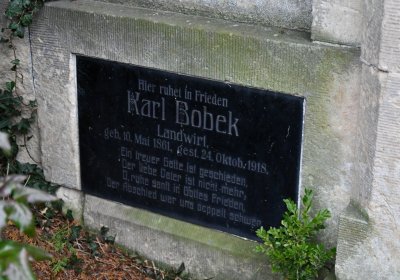 Hier ruhet in Frieden
Karl Bobek
Landwirt,
geb. 10. Mai 1861, gest. 24. Oktob. 1918.
Ein treuer Gatte ist geschieden,
Der liebe Vater ist nicht mehr,
O, ruhe sanft in Gottes Frieden,
Der Abschied war uns doppelt schwer.